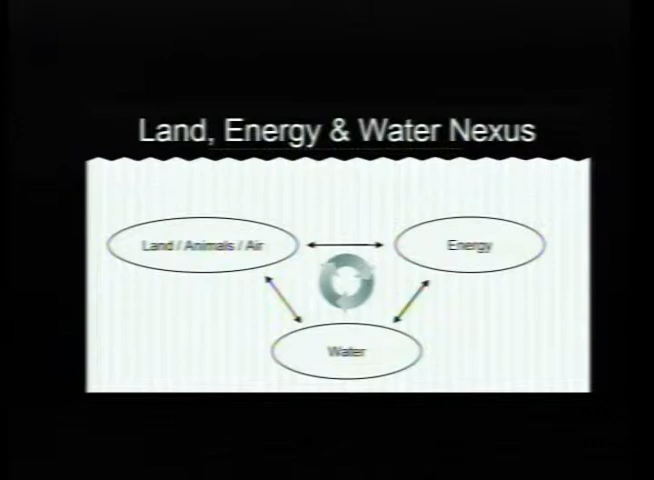 Land, Energy & Water Nexus
Land / Animals / Air
Energy
Water